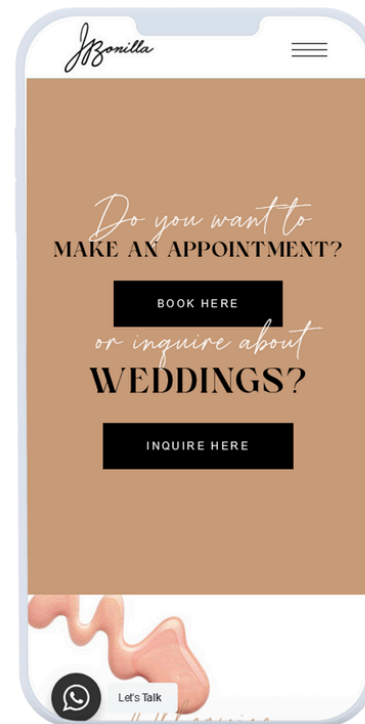 JBonilla
Do you want to
MAKE AN APPOINTMENT?
BOOK HERE
or inquire about
WEDDINGS?
INQUIRE HERE
Let's Talk